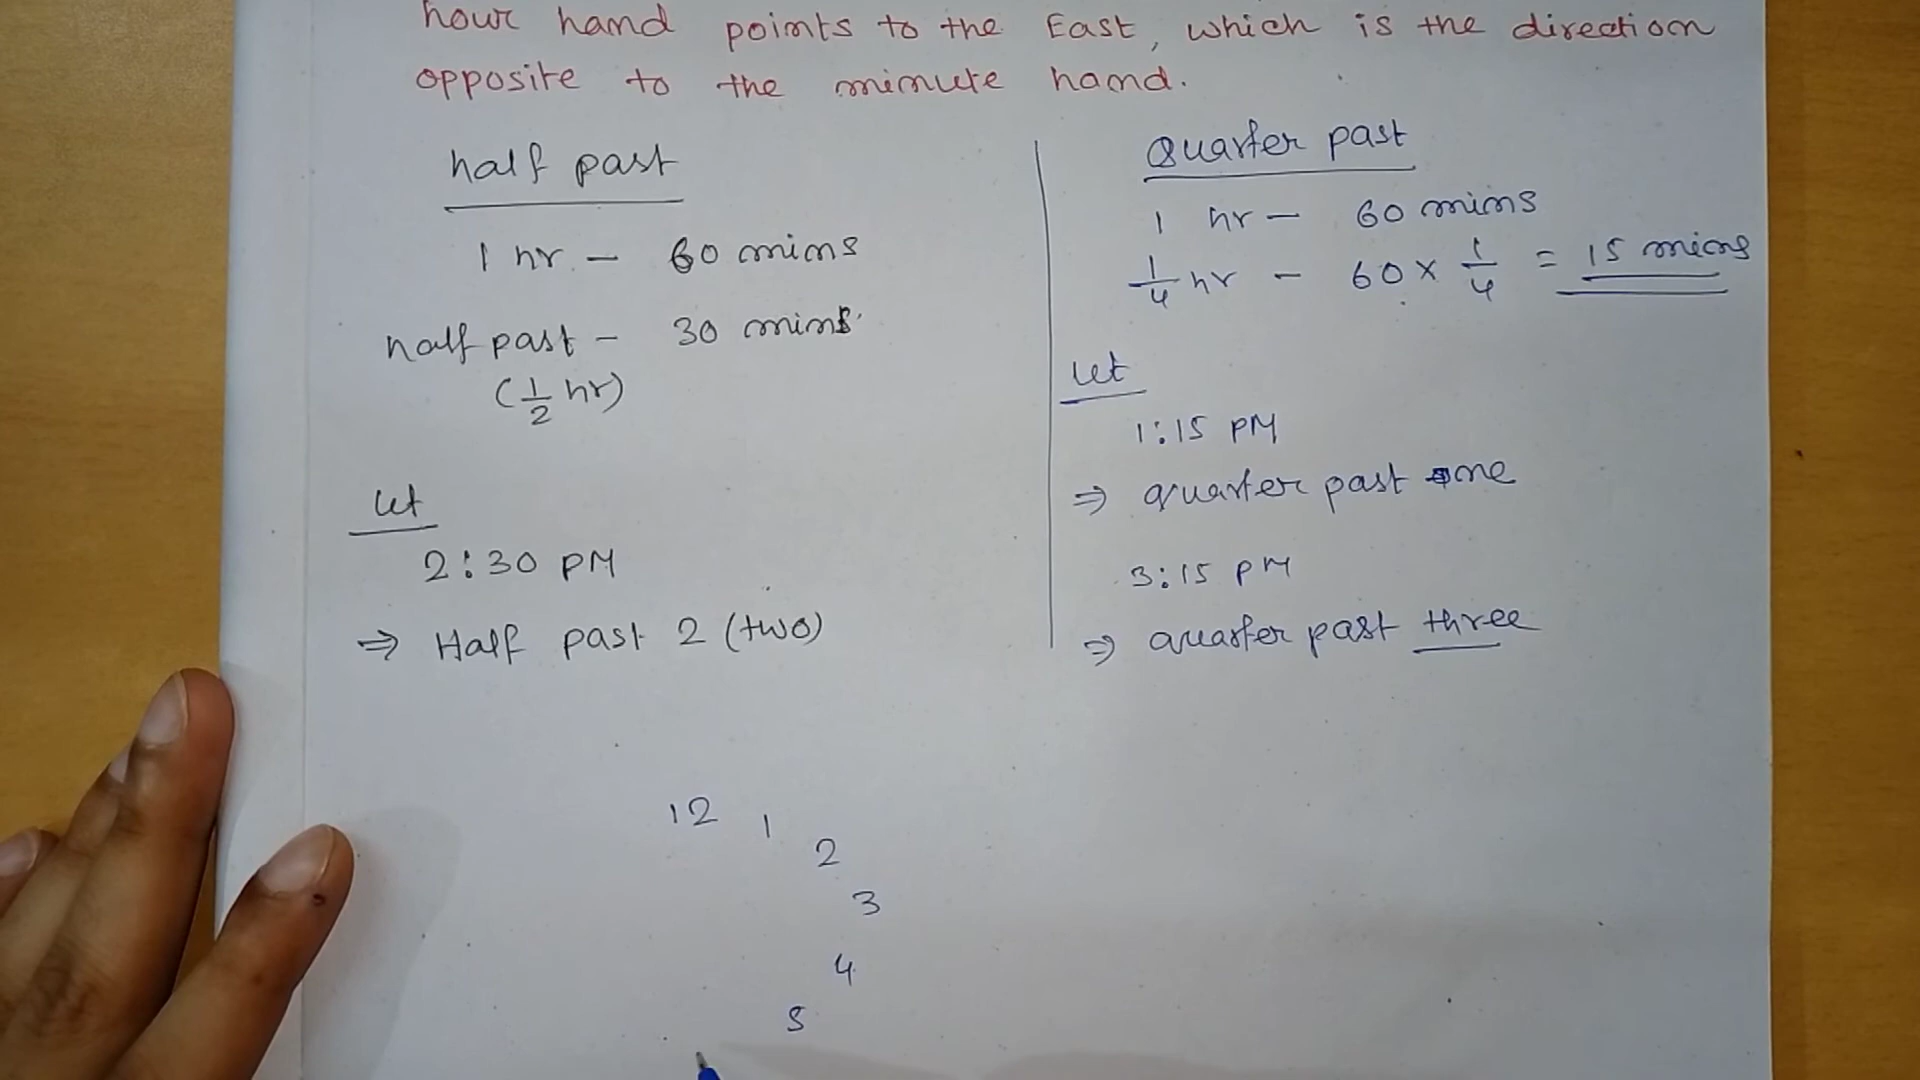 hour hand points to the East, which is the direction
opposite to the minute hand.
half past
1 hr - 60 mins
half past - 30 mins
(1/2 hr)
let
2:30 PM
⇒ Half past 2 (two)
Quarter past
1 hr - 60 mins
1/4 hr - 60 × 1/4 = 15 mins
let
1:15 PM
⇒ quarter past one
3:15 PM
⇒ quarter past three
12
1
2
3
4
5